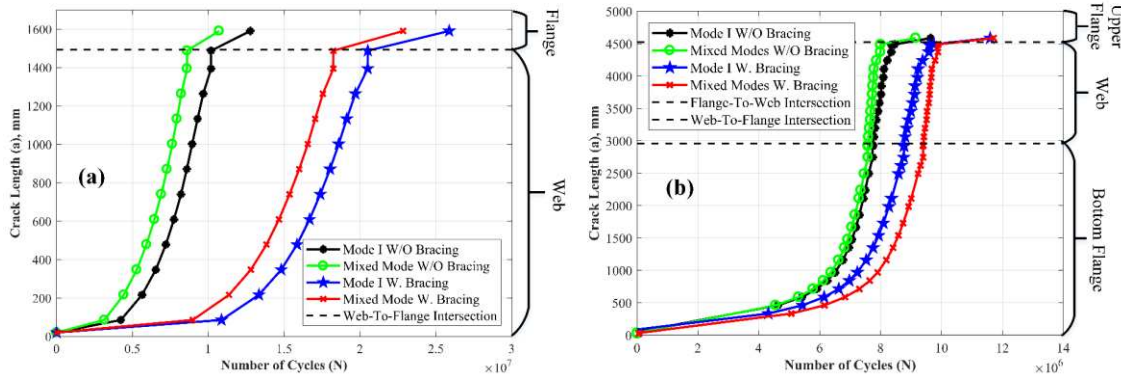 1600
1400
1200
1000
800
600
400
200
0
Crack Length (a), mm
(a)
Mode I W/O Bracing
Mixed Mode W/O Bracing
Mode I W. Bracing
Mixed Mode W. Bracing
Web-To-Flange Intersection
0 0.5 1 1.5 2 2.5 3
×10⁷
Number of Cycles (N)
Flange
Web
5000
4500
4000
3500
3000
2500
2000
1500
1000
500
0
Crack Length (a), mm
Mode I W/O Bracing
Mixed Modes W/O Bracing
Mode I W. Bracing
Mixed Modes W. Bracing
Flange-To-Web Intersection
Web-To-Flange Intersection
(b)
0 2 4 6 8 10 12 14
×10⁶
Number of Cycles (N)
Upper
Flange
Web
Bottom Flange